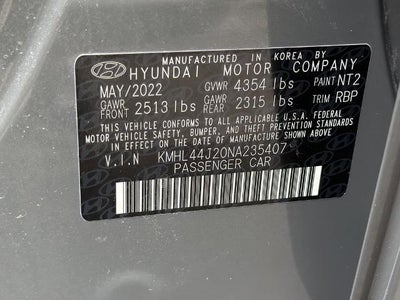 MANUFACTURED IN KOREA BY
HYUNDAI MOTOR COMPANY
MAY/2022 GVWR 4354 lbs PAINT NT2
GAWR FRONT 2513 lbs GAWR REAR 2315 lbs TRIM RBP
THIS VEHICLE CONFORMS TO ALL APPLICABLE U.S.A. FEDERAL
MOTOR VEHICLE SAFETY, BUMPER, AND THEFT PREVENTION
STANDARDS IN EFFECT ON THE DATE OF MANUFACTURE SHOWN ABOVE.
V.I.N KMHL44J20NA235407
PASSENGER CAR